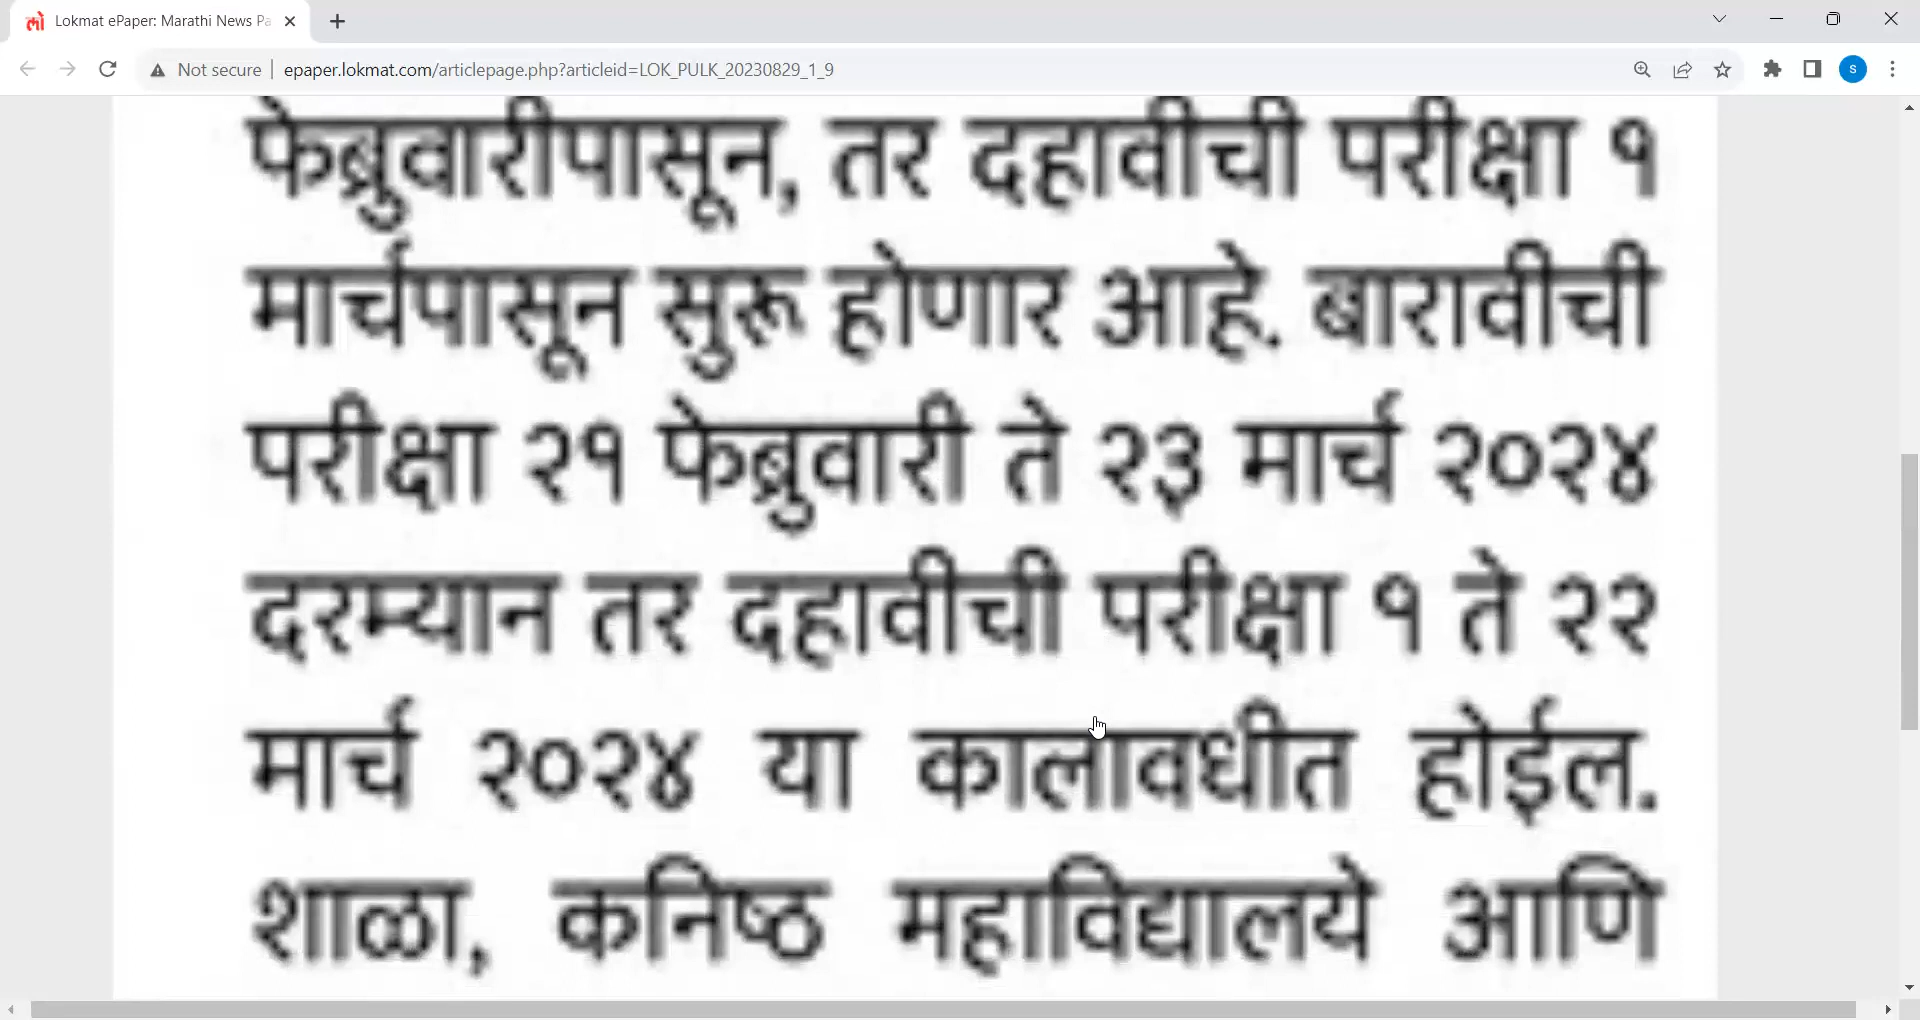 Lokmat ePaper: Marathi News Pa
Not secure epaper.lokmat.com/articlepage.php?articleid=LOK_PULK_20230829_1_9
s
फेब्रुवारीपासून, तर दहावीची परीक्षा १
मार्चपासून सुरू होणार आहे. बारावीची
परीक्षा २१ फेब्रुवारी ते २३ मार्च २०२४
दरम्यान तर दहावीची परीक्षा १ ते २२
मार्च २०२४ या कालावधीत होईल.
शाळा, कनिष्ठ महाविद्यालये आणि